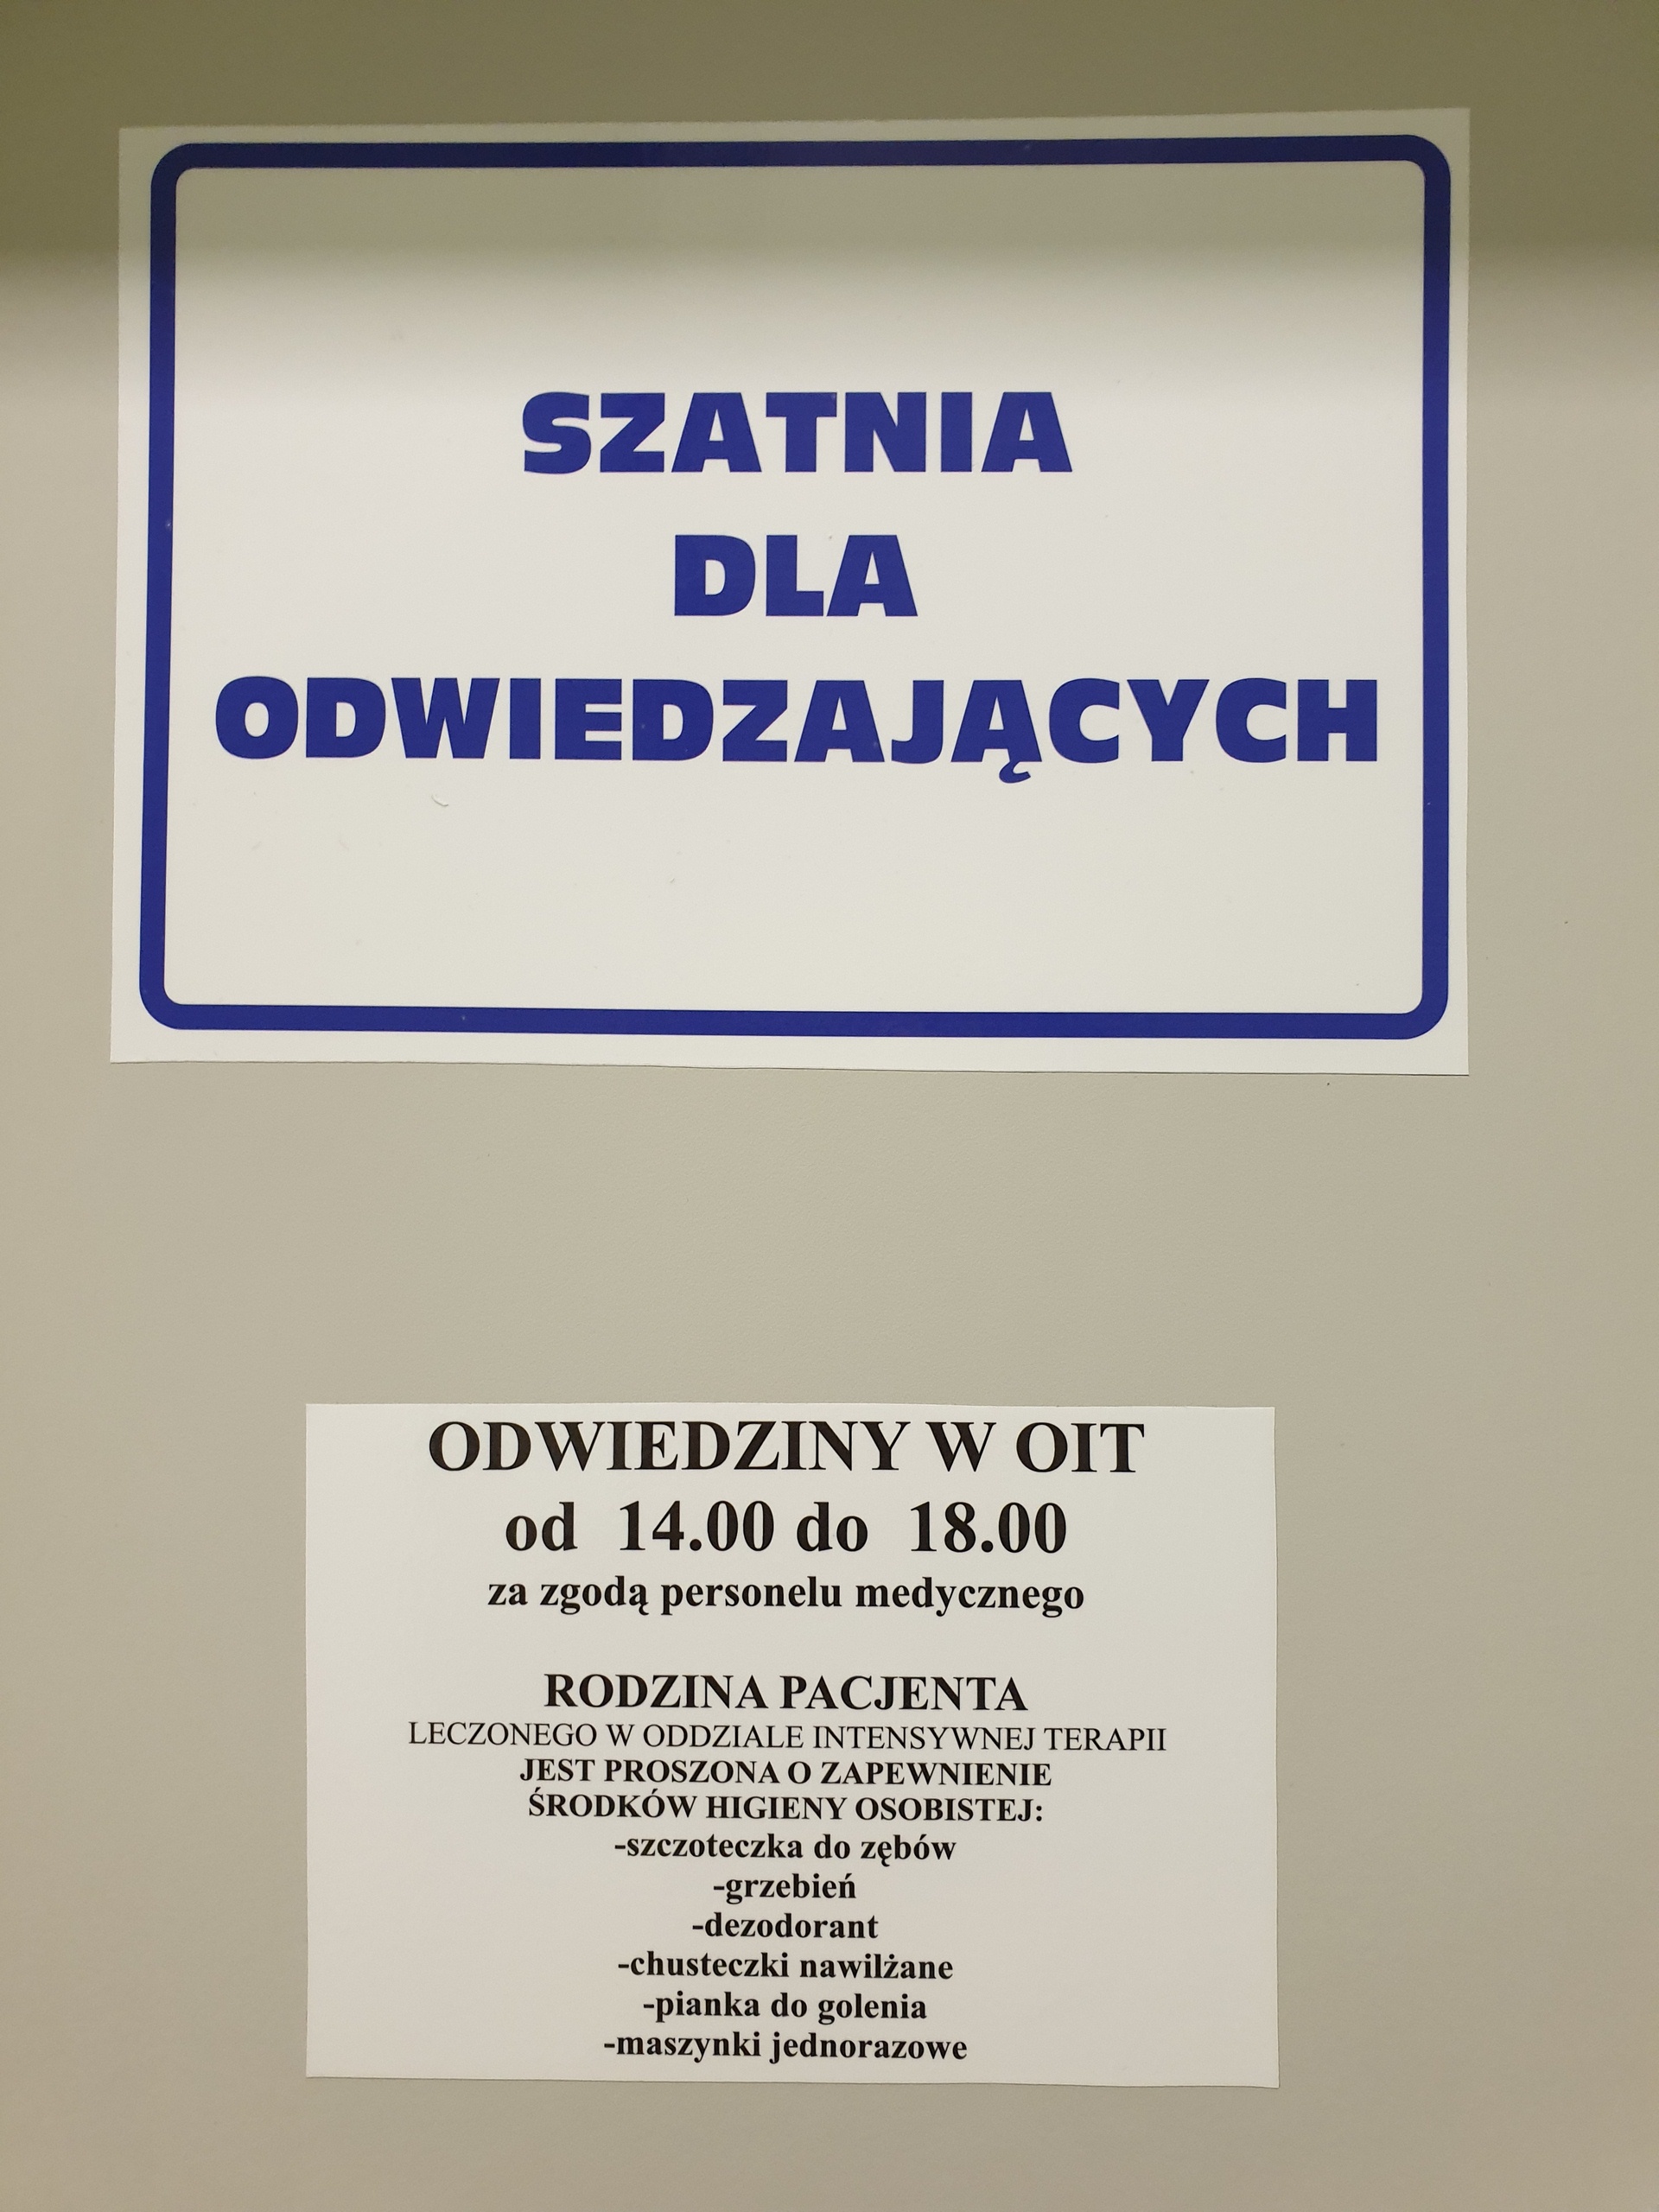 SZATNIA
DLA
ODWIEDZAJĄCYCH
ODWIEDZINY W OIT
od 14.00 do 18.00
za zgodą personelu medycznego
RODZINA PACJENTA
LECZONEGO W ODDZIALE INTENSYWNEJ TERAPII
JEST PROSZONA O ZAPEWNIENIE
ŚRODKÓW HIGIENY OSOBISTEJ:
-szczoteczka do zębów
-grzebień
-dezodorant
-chusteczki nawilżane
-pianka do golenia
-maszynki jednorazowe